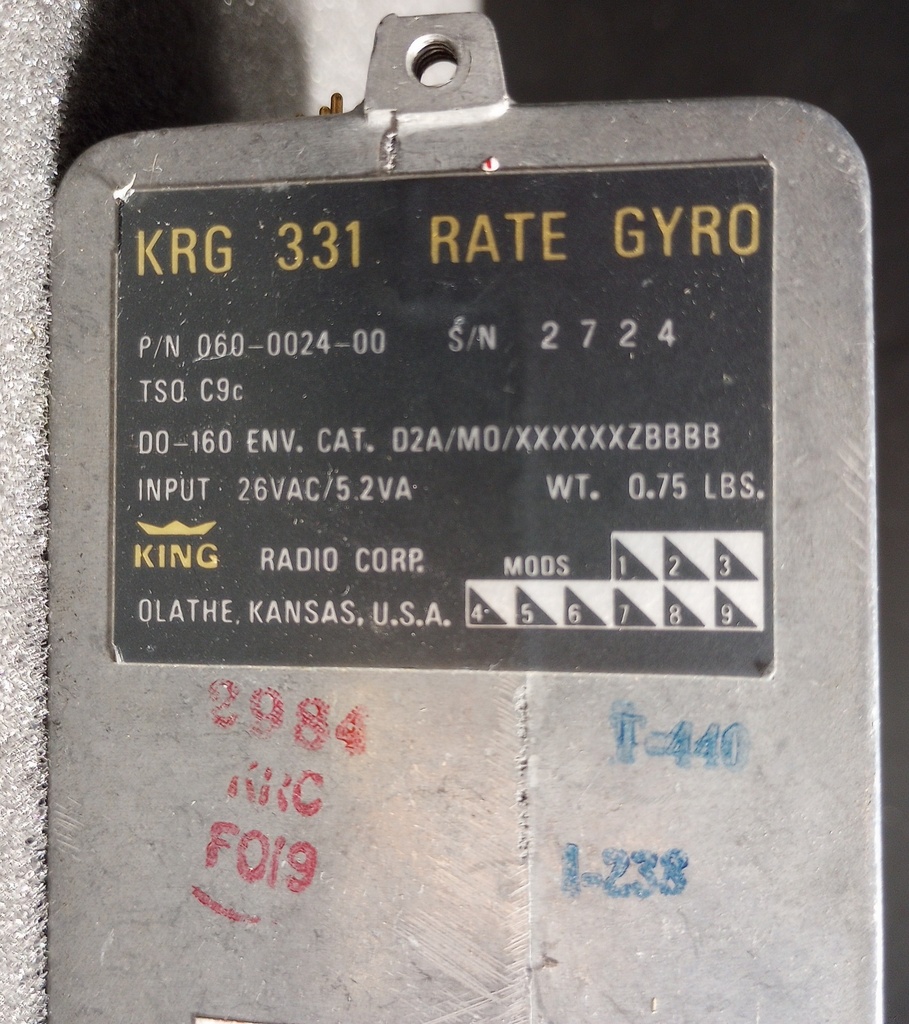 KRG 331 RATE GYRO
P/N 060-0024-00 S/N 2724
TSO C9c
DO-160 ENV. CAT. D2A/MO/XXXXXXZBBBB
INPUT 26VAC/5.2VA WT. 0.75 LBS.
KING RADIO CORP. MODS 1 2 3
OLATHE, KANSAS, U.S.A. 4 5 6 7 8 9
2984
T-440
F019
1-238